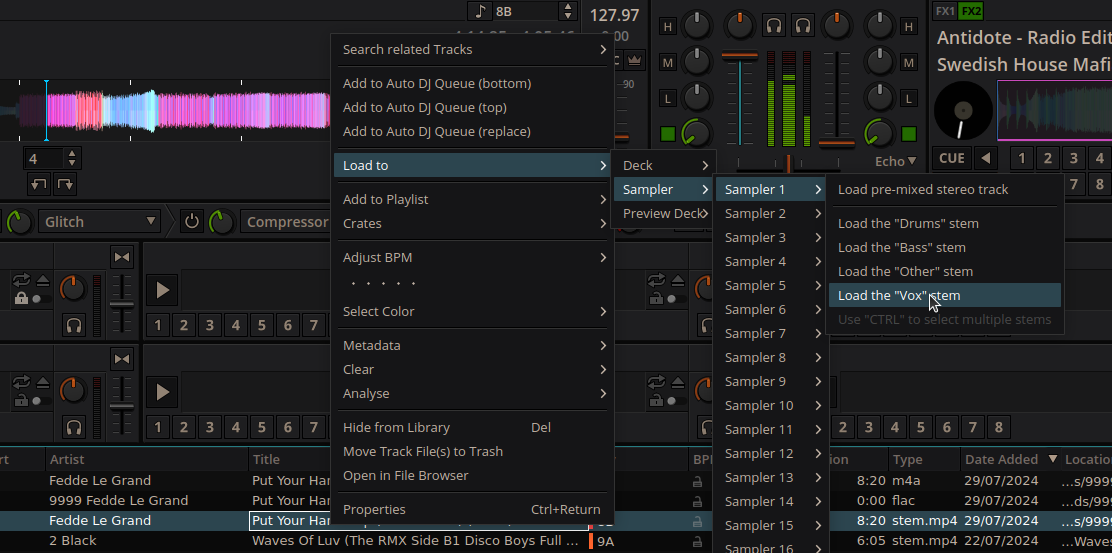 8B
127.97
FX1 FX2
Antidote - Radio Edit
Swedish House Mafi
H
M
L
H
M
L
-90
4
CUE
1 2 3 4
7 8
Echo
Glitch
Compressor
Search related Tracks
Add to Auto DJ Queue (bottom)
Add to Auto DJ Queue (top)
Add to Auto DJ Queue (replace)
Load to
Add to Playlist
Crates
Adjust BPM
Select Color
Metadata
Clear
Analyse
Hide from Library Del
Move Track File(s) to Trash
Open in File Browser
Properties Ctrl+Return
Deck
Sampler
Preview Deck
Sampler 1
Sampler 2
Sampler 3
Sampler 4
Sampler 5
Sampler 6
Sampler 7
Sampler 8
Sampler 9
Sampler 10
Sampler 11
Sampler 12
Sampler 13
Sampler 14
Sampler 15
Sampler 16
Load pre-mixed stereo track
Load the "Drums" stem
Load the "Bass" stem
Load the "Other" stem
Load the "Vox" stem
Use "CTRL" to select multiple stems
1 2 3 4 5 6 7
1 2 3 4 5 6 7
2 3 4 5 6 7 8
Artist Title BP Type Date Added Locatio
Fedde Le Grand Put Your Har 8:20 m4a 29/07/2024 ...s/9999
9999 Fedde Le Grand Put Your Har 0:00 flac 29/07/2024 ...ds/999
Fedde Le Grand Put Your Har 8:20 stem.mp4 29/07/2024 ...s/9999
2 Black Waves Of Luv (The RMX Side B1 Disco Boys Full ... 9A 6:05 stem.mp4 22/07/2024 ...Waves